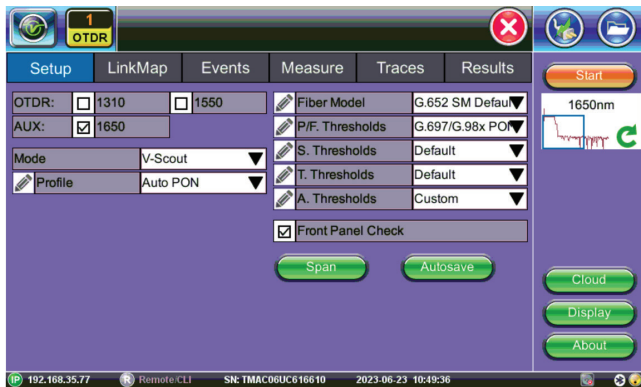 1
OTDR
Setup LinkMap Events Measure Traces Results
Start
OTDR: 1310 1550
AUX: 1650
Mode V-Scout
Profile Auto PON
Fiber Model G.652 SM Defaul
P/F. Thresholds G.697/G.98x PON
S. Thresholds Default
T. Thresholds Default
A. Thresholds Custom
Front Panel Check
Span Autosave
1650nm
Cloud
Display
About
IP 192.168.35.77 R Remote/CLI SN: TMAC06UC616610 2023-06-23 10:49:36